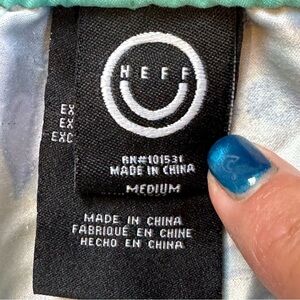 NEFF
EX
EX
EXC
RN#101531
MADE IN CHINA
MEDIUM
MADE IN CHINA
FABRIQUÉ EN CHINE
HECHO EN CHINA